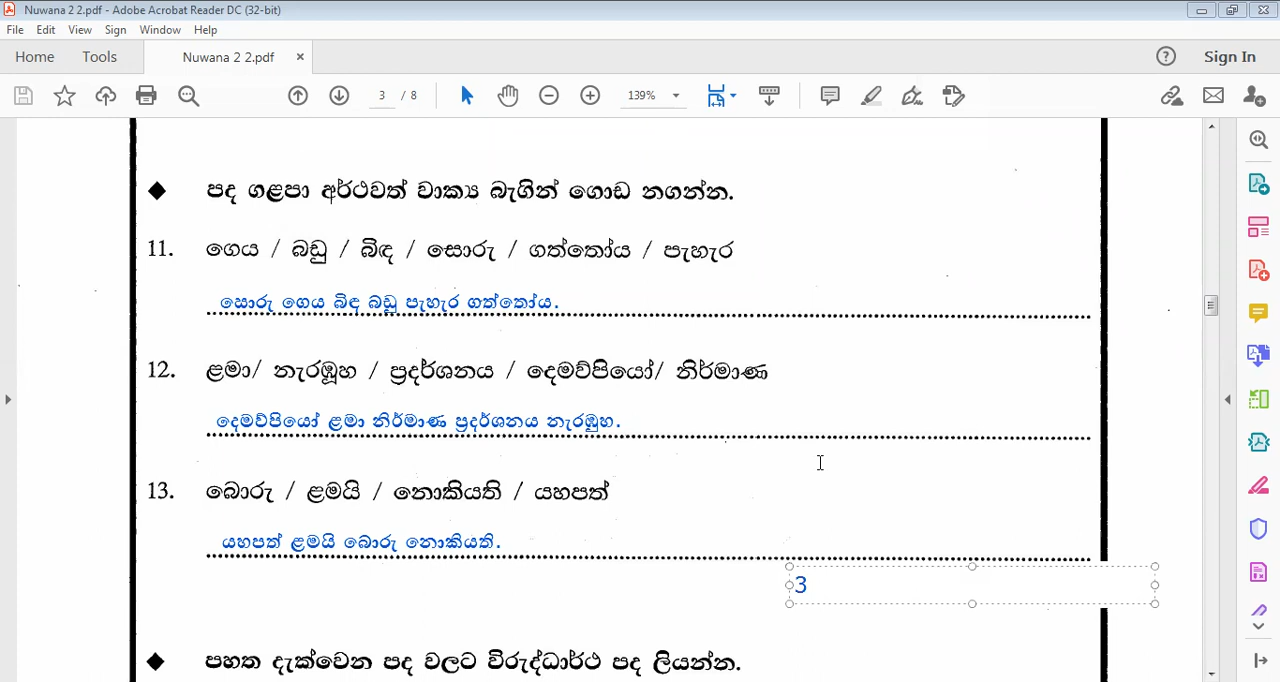 Nuwana 2 2.pdf - Adobe Acrobat Reader DC (32-bit)
File Edit View Sign Window Help
Home Tools Nuwana 2 2.pdf × Sign In
3 / 8 139%
◆ පද ගළපා අර්ථවත් වාක්‍ය බැගින් ගොඩ නගන්න.
11. ගෙය / බඩු / බිඳ / සොරු / ගත්තෝය / පැහැර
සොරු ගෙය බිඳ බඩු පැහැර ගත්තෝය.
12. ළමා/ නැරඹූහ / ප්‍රදර්ශනය / දෙමව්පියෝ/ නිර්මාණ
දෙමව්පියෝ ළමා නිර්මාණ ප්‍රදර්ශනය නැරඹුහ.
13. බොරු / ළමයි / නොකියති / යහපත්
යහපත් ළමයි බොරු නොකියති.
3
◆ පහත දැක්වෙන පද වලට විරුද්ධාර්ථ පද ලියන්න.